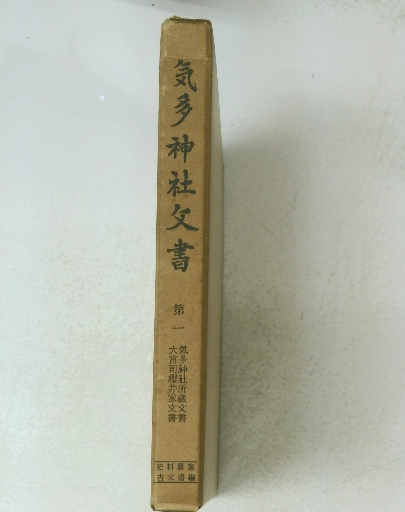 気多神社文書
第一
氣多神社所蔵文書
大宮司櫻井家文書
史料纂集
古文書編